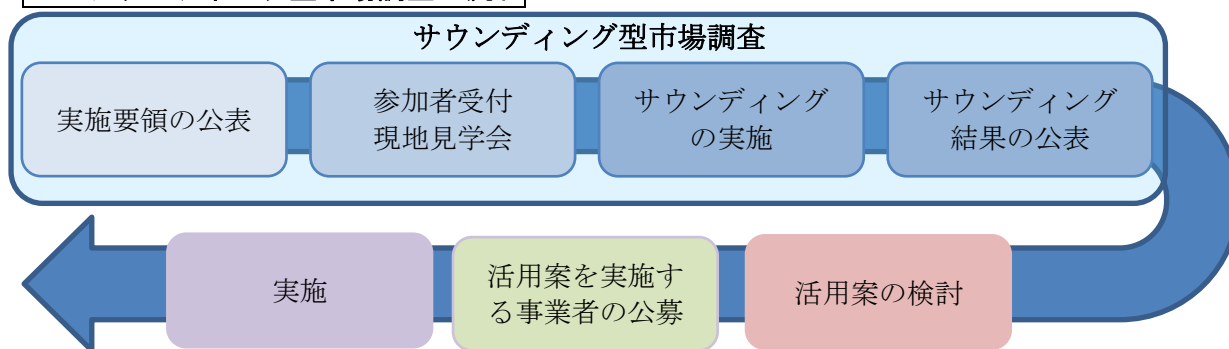 サウンディング型市場調査
実施要領の公表
参加者受付
現地見学会
サウンディング
の実施
サウンディング
結果の公表
活用案の検討
活用案を実施す
る事業者の公募
実施